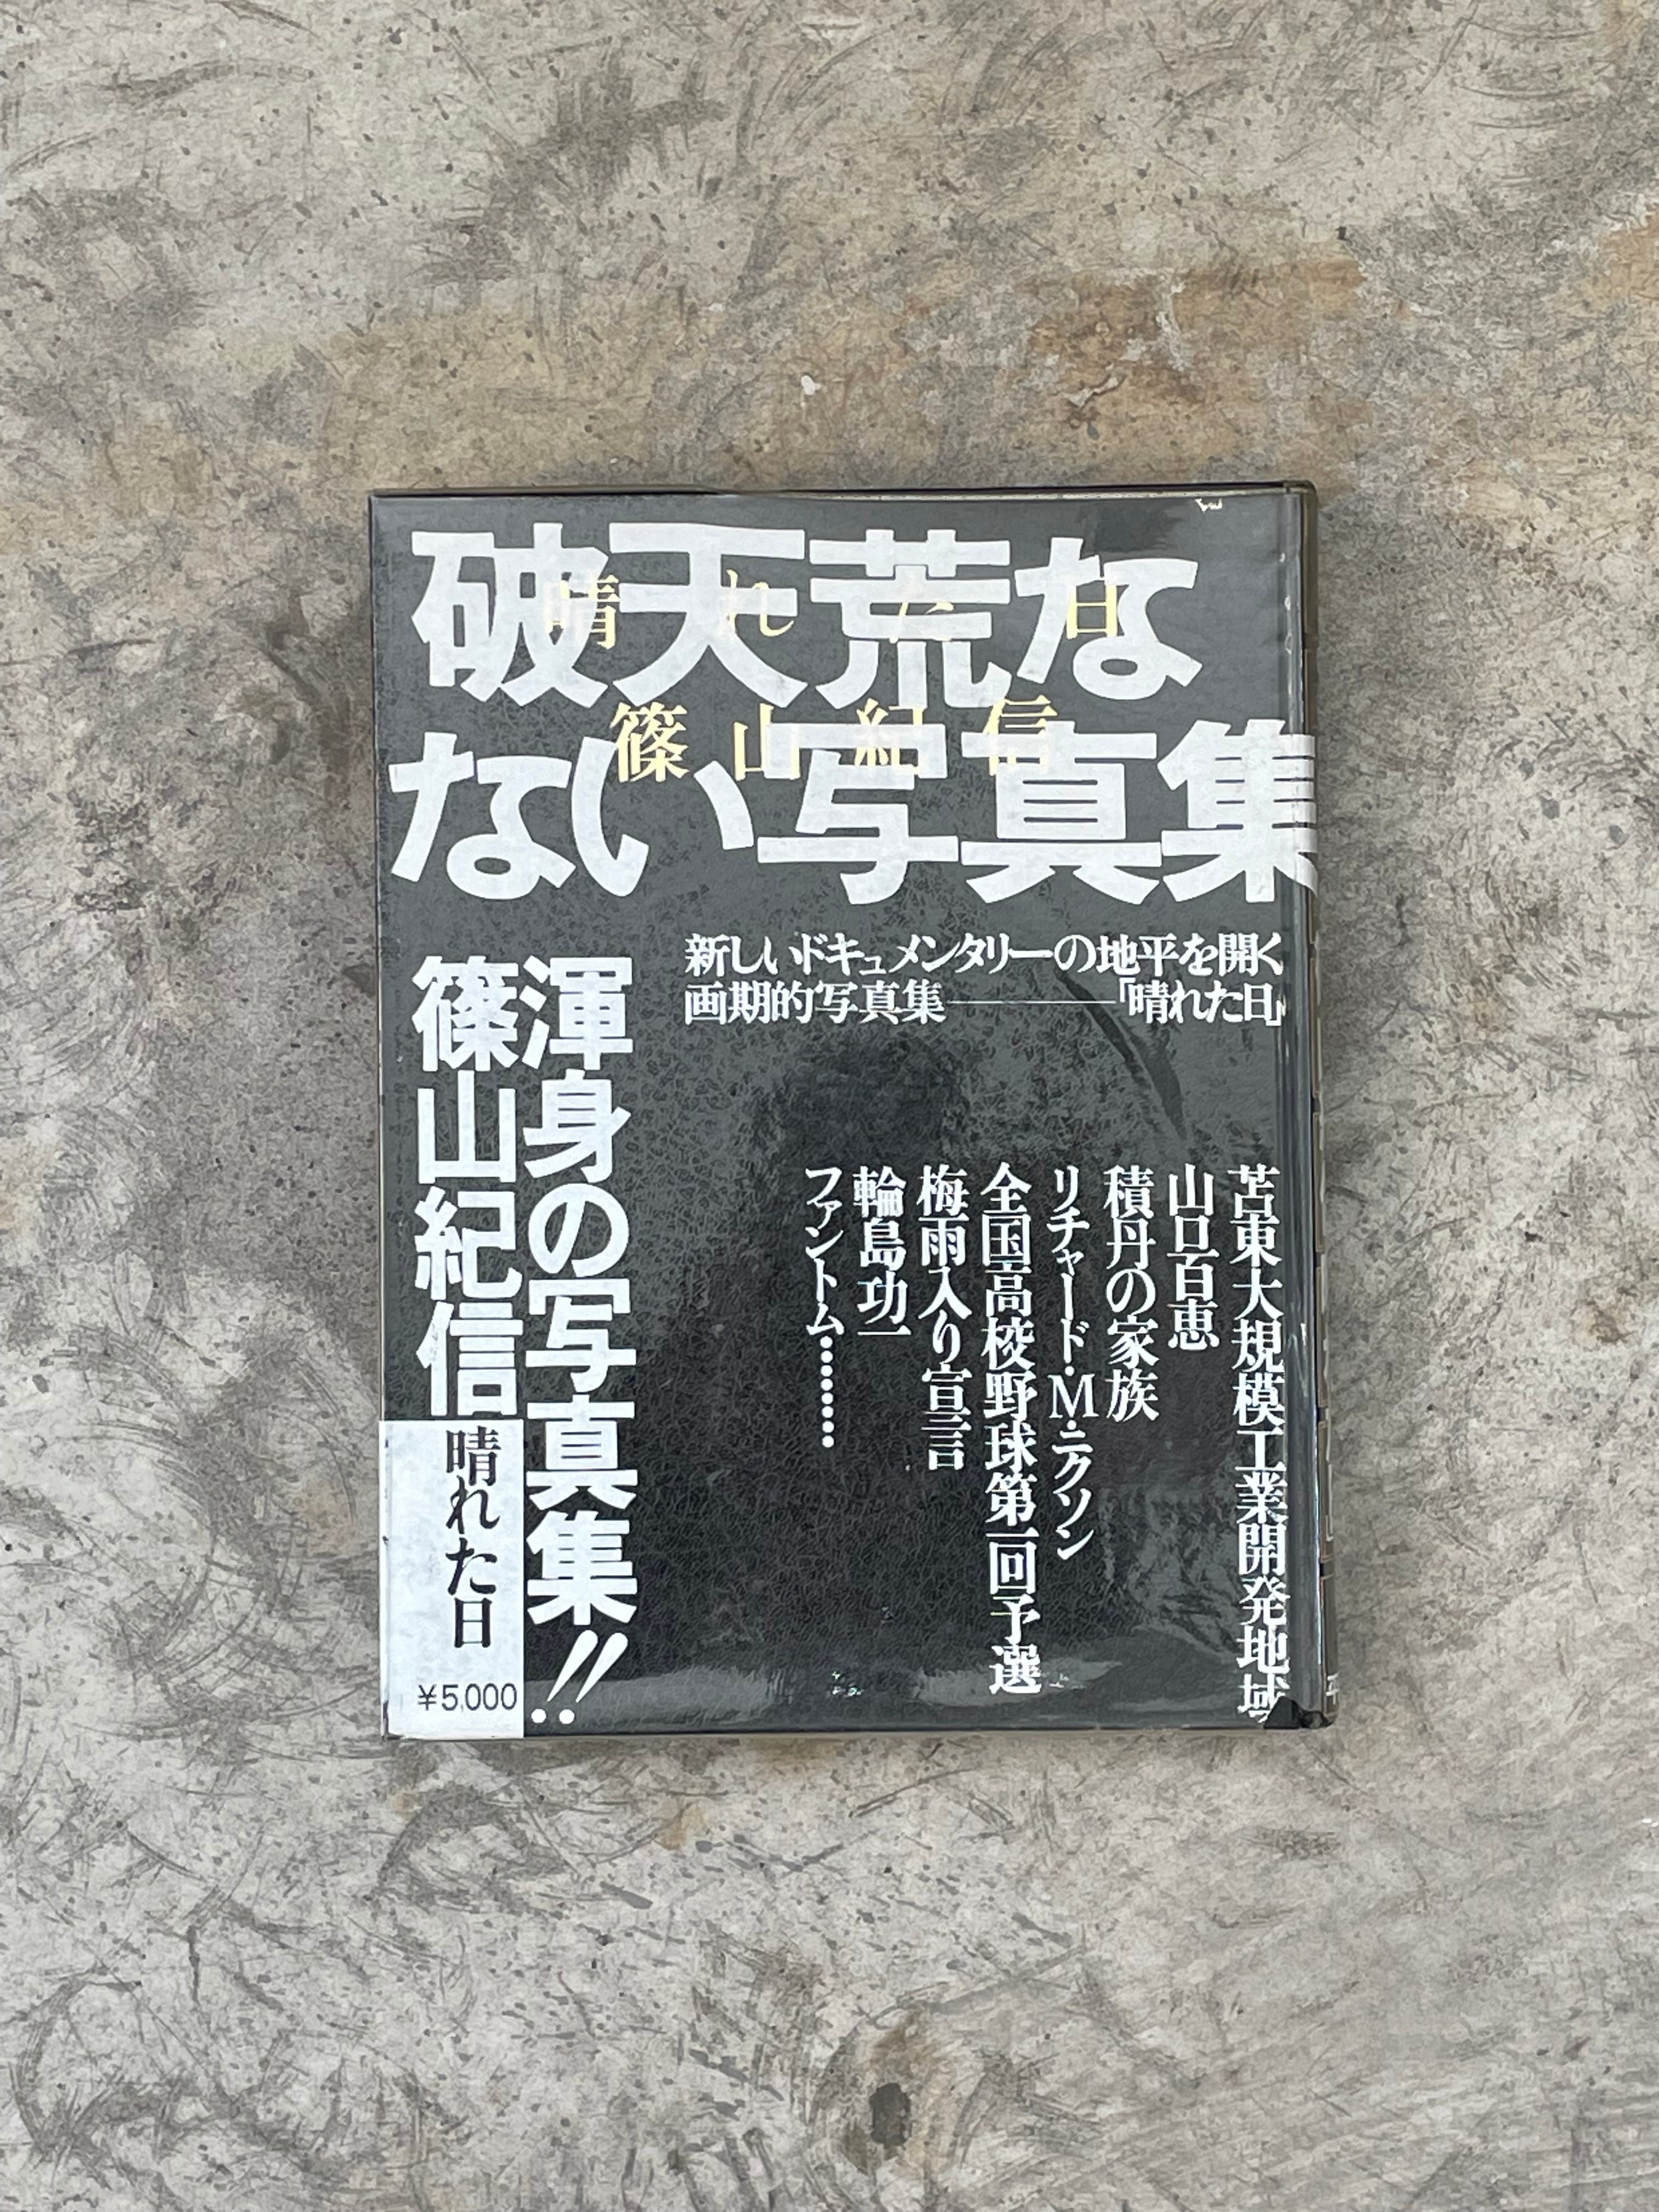 破天荒な
ない写真集
晴れた日
篠山紀信
新しいドキュメンタリーの地平を開く
画期的写真集────「晴れた日」
苫東大規模工業開発地域
山口百恵
積丹の家族
リチャード・M・ニクソン
全国高校野球第一回予選
梅雨入り宣言
輪島功一
ファントム………
渾身の写真集!!
篠山紀信
晴れた日
¥5,000